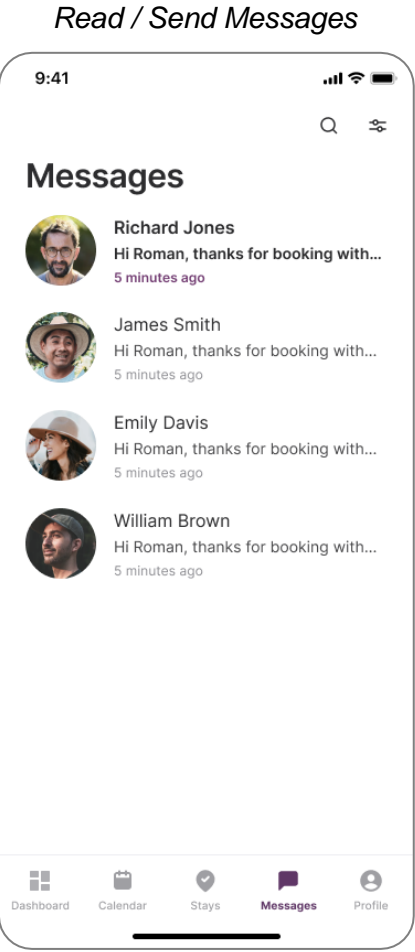 Read / Send Messages
9:41
Messages
Richard Jones
Hi Roman, thanks for booking with...
5 minutes ago
James Smith
Hi Roman, thanks for booking with...
5 minutes ago
Emily Davis
Hi Roman, thanks for booking with...
5 minutes ago
William Brown
Hi Roman, thanks for booking with...
5 minutes ago
Dashboard Calendar Stays Messages Profile